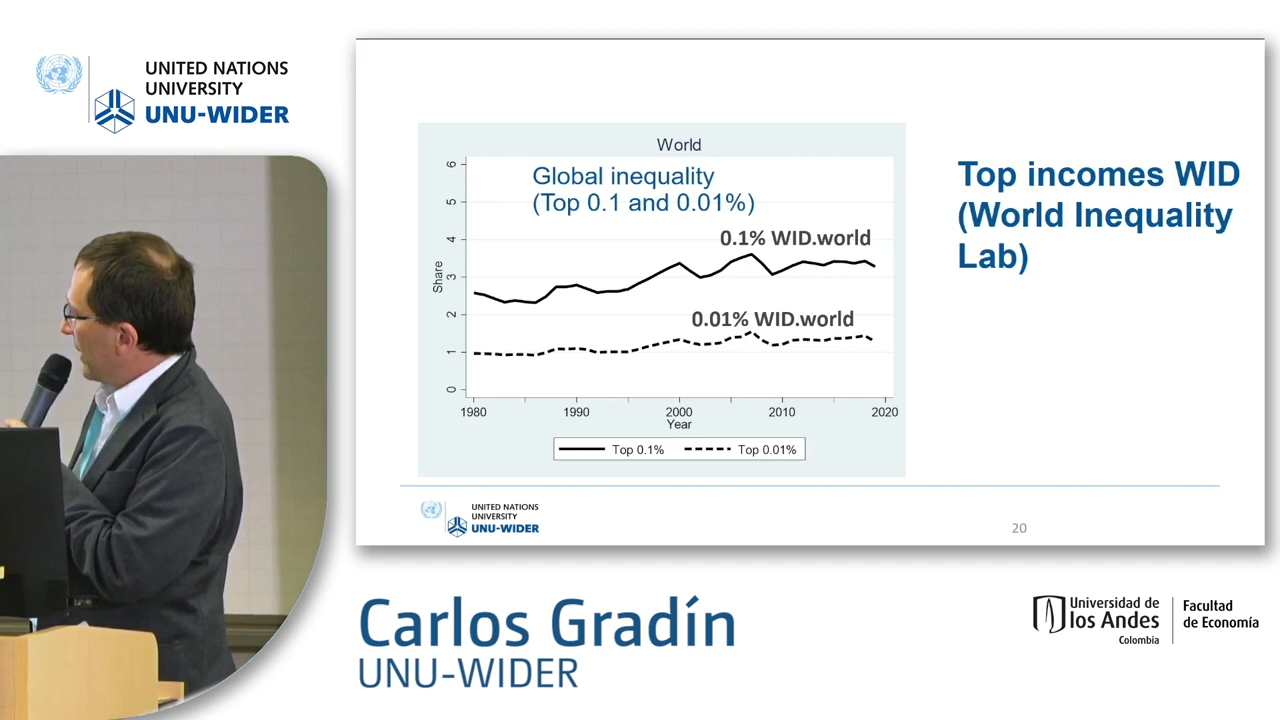 UNITED NATIONS
UNIVERSITY
UNU-WIDER
World
Global inequality
(Top 0.1 and 0.01%)
0.1% WID.world
0.01% WID.world
Share
6
5
4
3
2
1
0
1980
1990
2000
2010
2020
Year
Top 0.1%
Top 0.01%
Top incomes WID
(World Inequality
Lab)
UNITED NATIONS
UNIVERSITY
UNU-WIDER
20
Carlos Gradín
UNU-WIDER
Universidad de
los Andes
Colombia
Facultad
de Economía